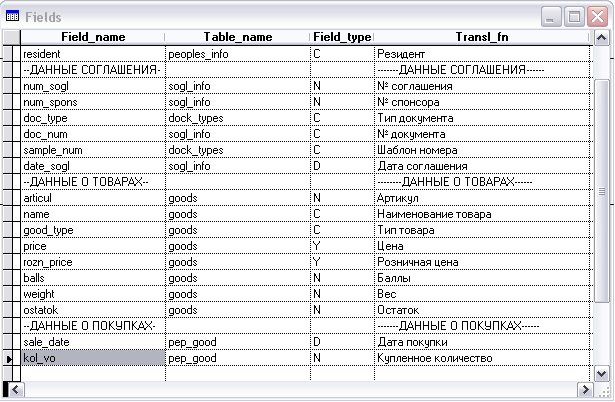 Fields
Field_name Table_name Field_type Transl_fn
resident peoples_info C Резидент
--ДАННЫЕ СОГЛАШЕНИЯ- -------ДАННЫЕ СОГЛАШЕНИЯ------
num_sogl sogl_info N № соглашения
num_spons sogl_info N № спонсора
doc_type dock_types C Тип документа
doc_num sogl_info C № документа
sample_num dock_types C Шаблон номера
date_sogl sogl_info D Дата соглашения
--ДАННЫЕ О ТОВАРАХ-- --------ДАННЫЕ О ТОВАРАХ------
articul goods N Артикул
name goods C Наименование товара
good_type goods C Тип товара
price goods Y Цена
rozn_price goods Y Розничная цена
balls goods N Баллы
weight goods N Вес
ostatok goods N Остаток
--ДАННЫЕ О ПОКУПКАХ- -------ДАННЫЕ О ПОКУПКАХ------
sale_date pep_good D Дата покупки
kol_vo pep_good N Купленное количество